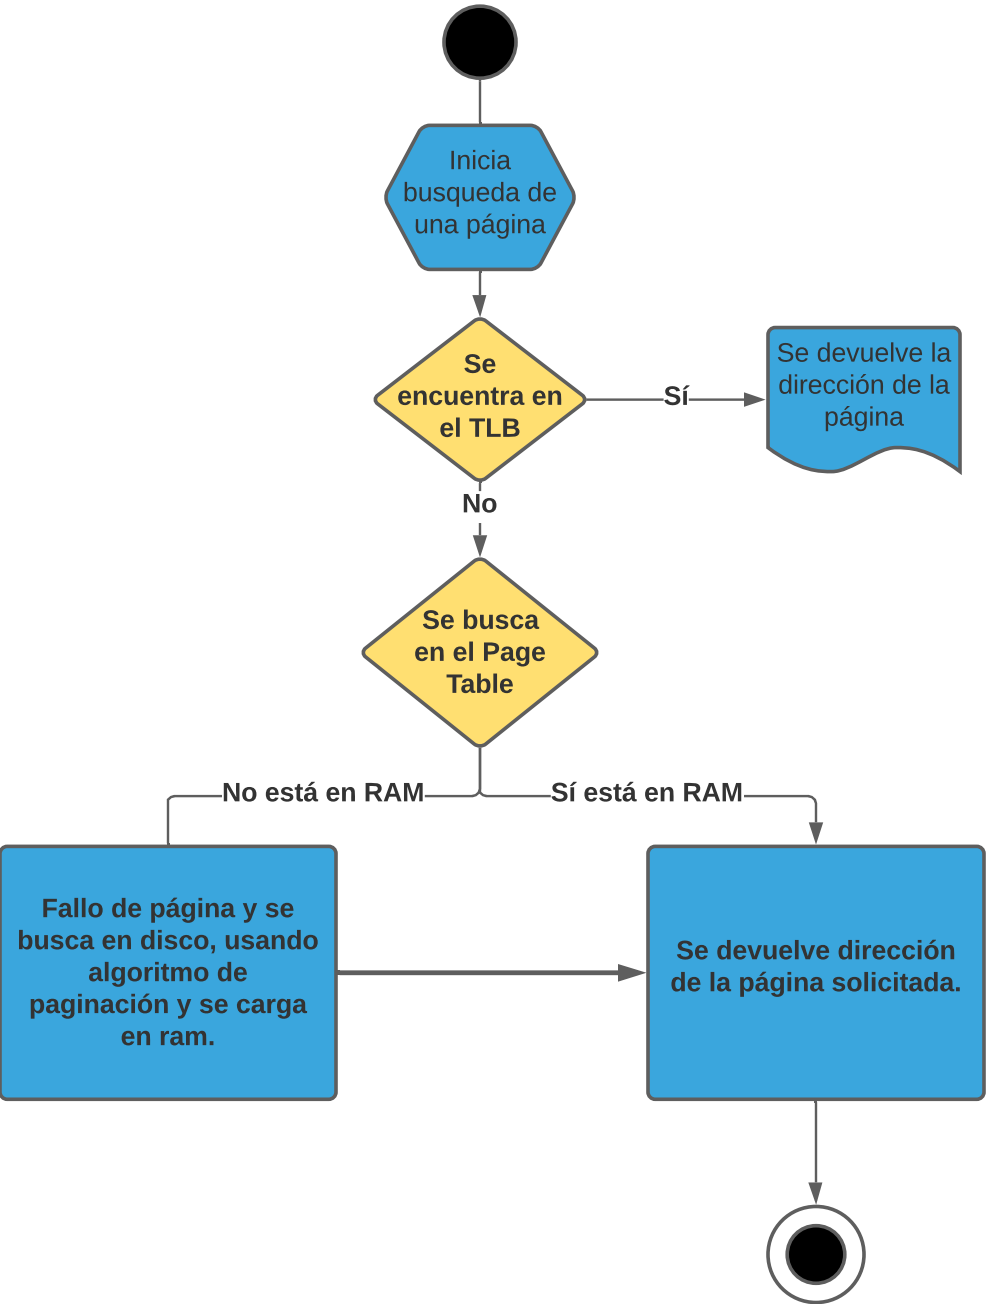 Inicia
busqueda de
una página
Se
encuentra en
el TLB
Sí
Se devuelve la
dirección de la
página
No
Se busca
en el Page
Table
No está en RAM
Sí está en RAM
Fallo de página y se
busca en disco, usando
algoritmo de
paginación y se carga
en ram.
Se devuelve dirección
de la página solicitada.